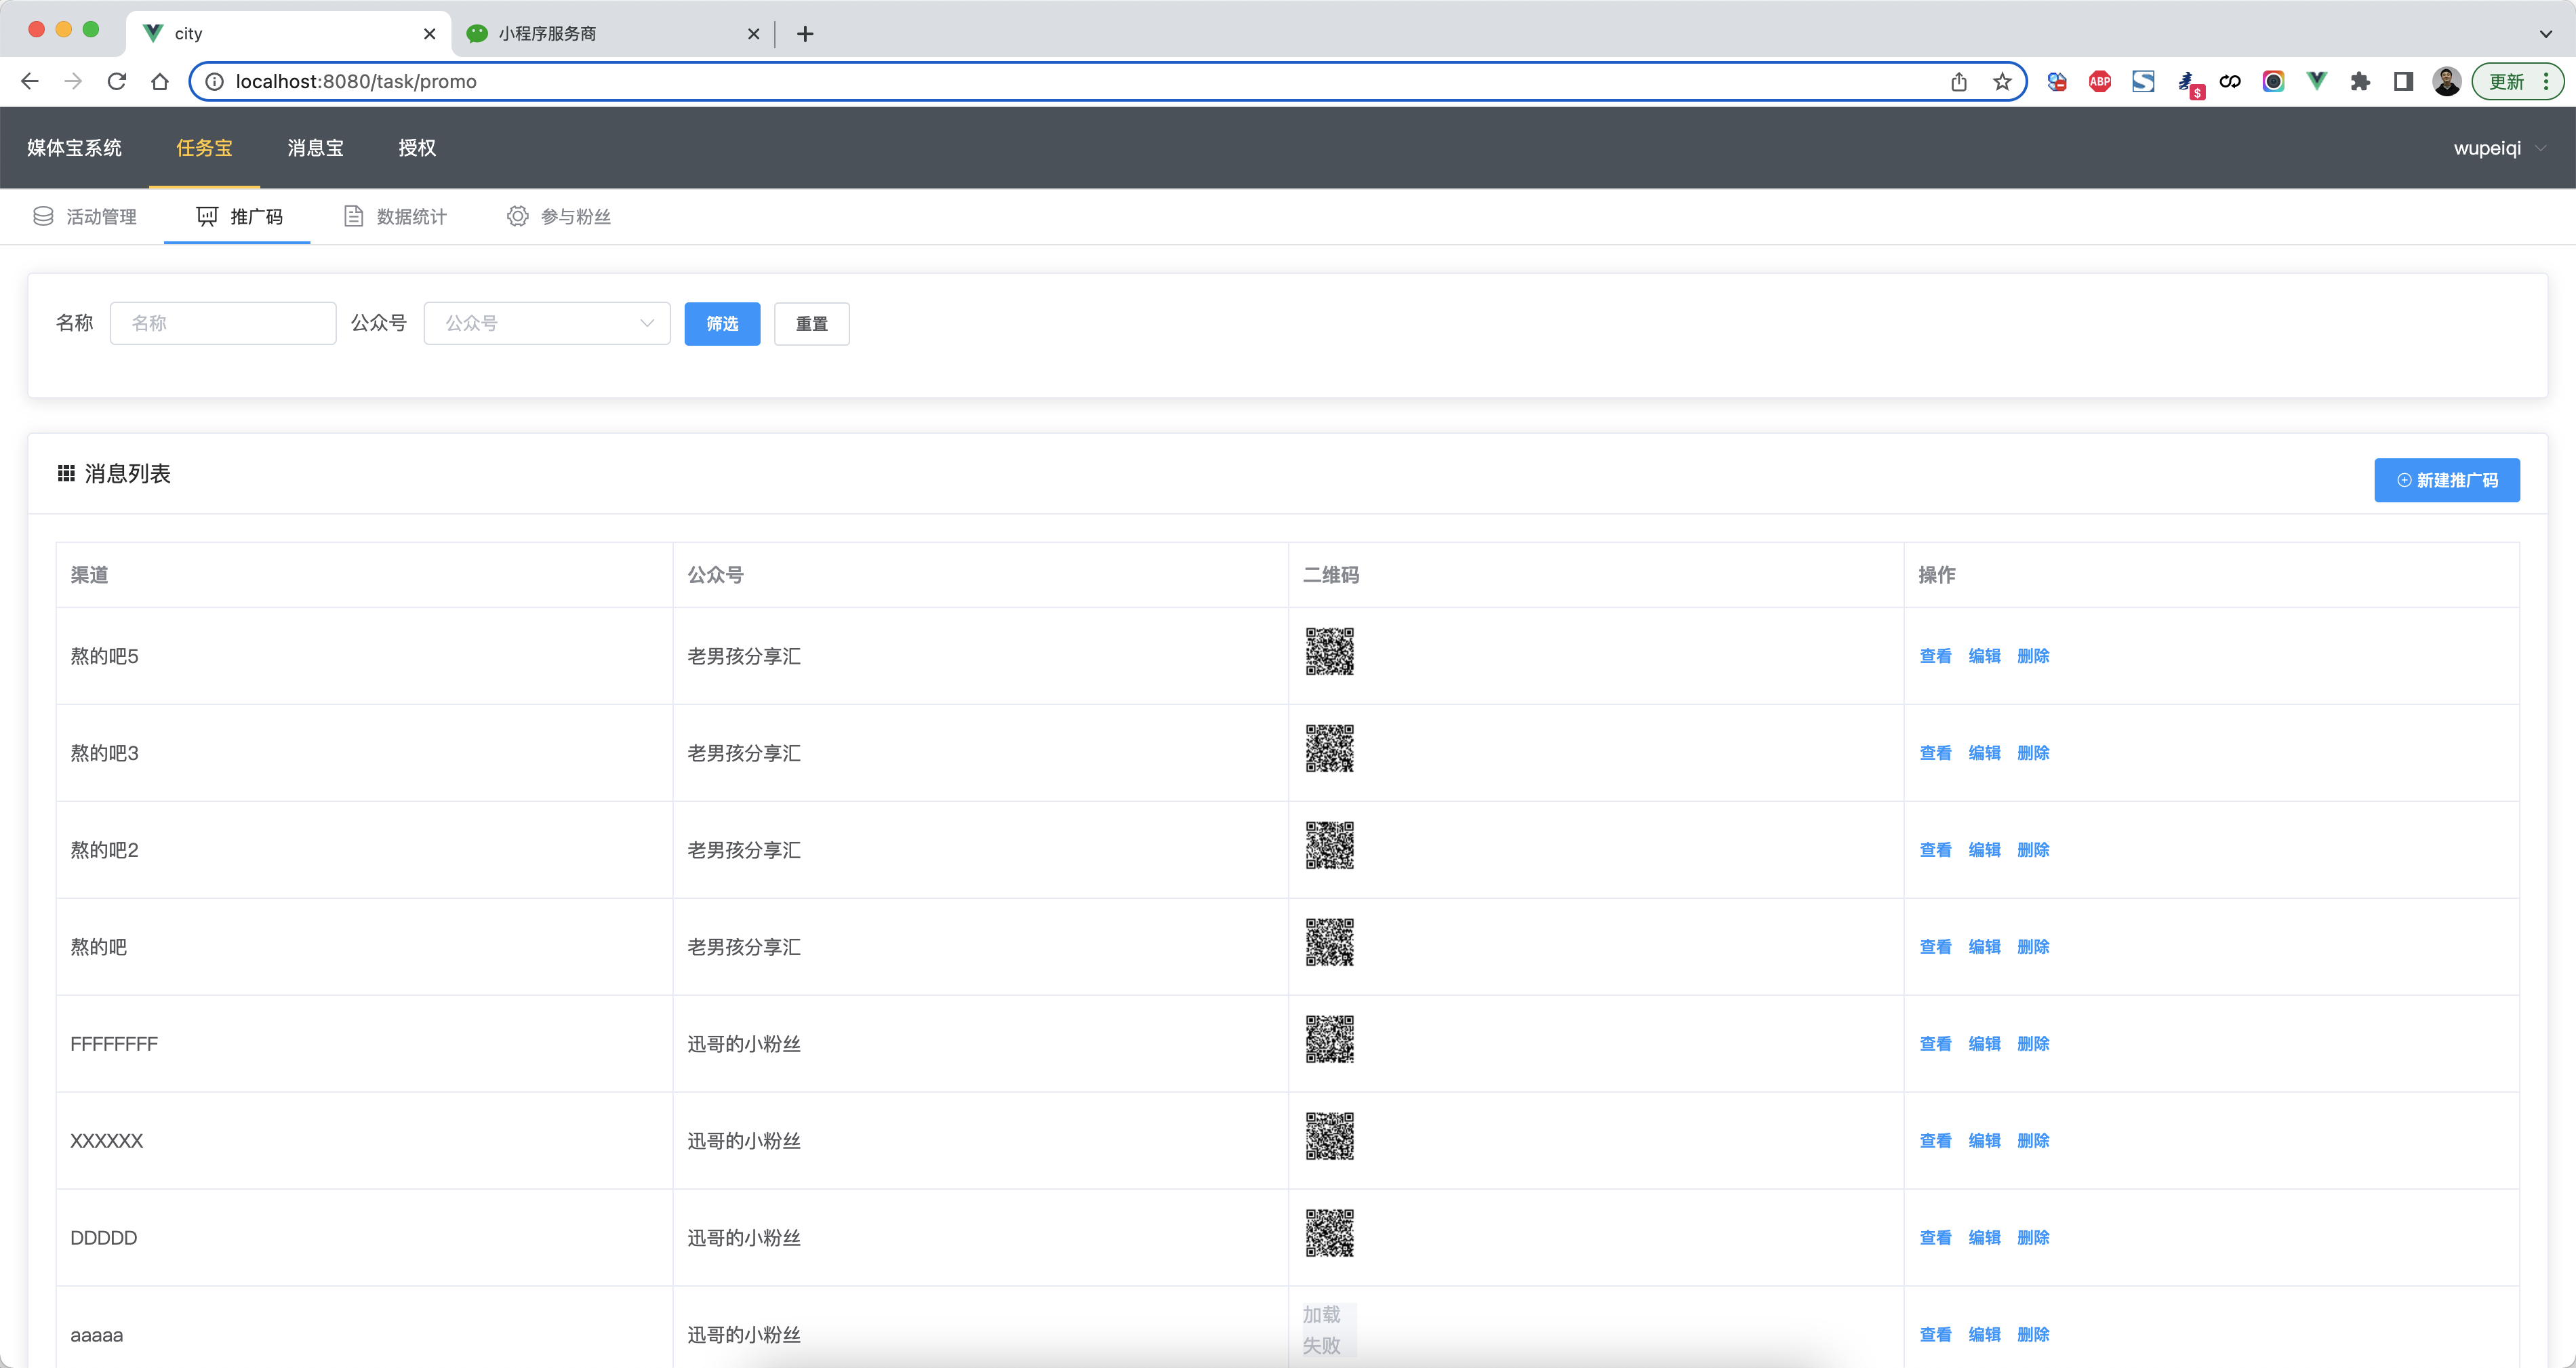 city
小程序服务商
localhost:8080/task/promo
ABP
$
更新
媒体宝系统 任务宝 消息宝 授权 wupeiqi
活动管理 推广码 数据统计 参与粉丝
名称 名称 公众号 公众号 筛选 重置
消息列表 新建推广码
渠道 公众号 二维码 操作
熬的吧5 老男孩分享汇 查看 编辑 删除
熬的吧3 老男孩分享汇 查看 编辑 删除
熬的吧2 老男孩分享汇 查看 编辑 删除
熬的吧 老男孩分享汇 查看 编辑 删除
FFFFFFFF 迅哥的小粉丝 查看 编辑 删除
XXXXXX 迅哥的小粉丝 查看 编辑 删除
DDDDD 迅哥的小粉丝 查看 编辑 删除
aaaaa 迅哥的小粉丝 加载失败 查看 编辑 删除